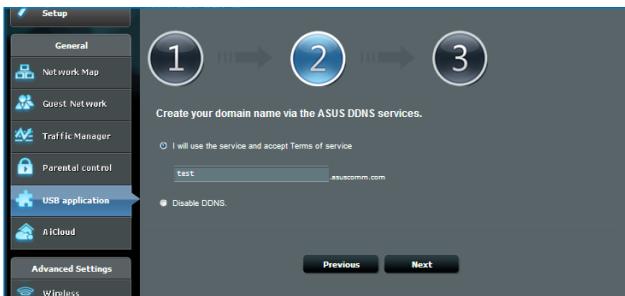 Setup
General
Network Map
Guest Network
Traffic Manager
Parental control
USB application
AiCloud
Advanced Settings
Wireless
1
2
3
Create your domain name via the ASUS DDNS services.
I will use the service and accept Terms of service
test .asuscomm.com
Disable DDNS.
Previous Next